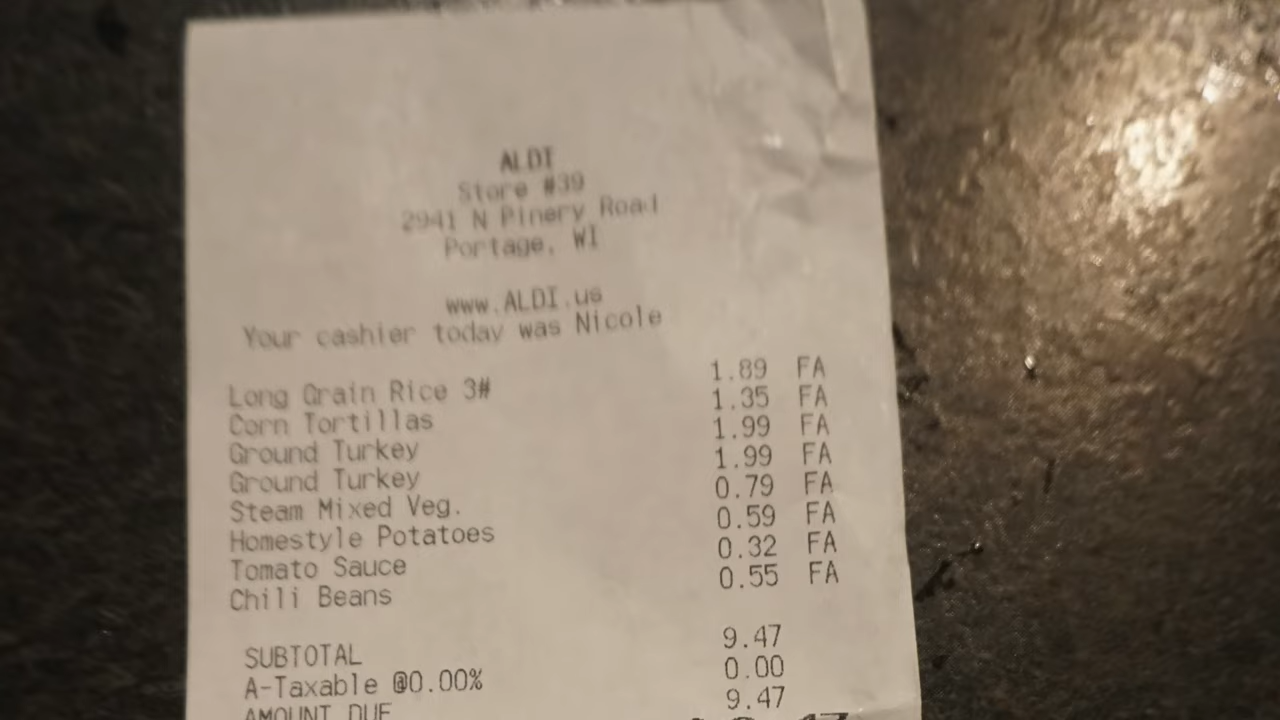 ALDI
Store #39
2941 N Pinery Road
Portage, WI
www.ALDI.us
Your cashier today was Nicole
Long Grain Rice 3# 1.89 FA
Corn Tortillas 1.35 FA
Ground Turkey 1.99 FA
Ground Turkey 1.99 FA
Steam Mixed Veg. 0.79 FA
Homestyle Potatoes 0.59 FA
Tomato Sauce 0.32 FA
Chili Beans 0.55 FA
SUBTOTAL 9.47
A-Taxable @0.00% 0.00
AMOUNT DUE 9.47